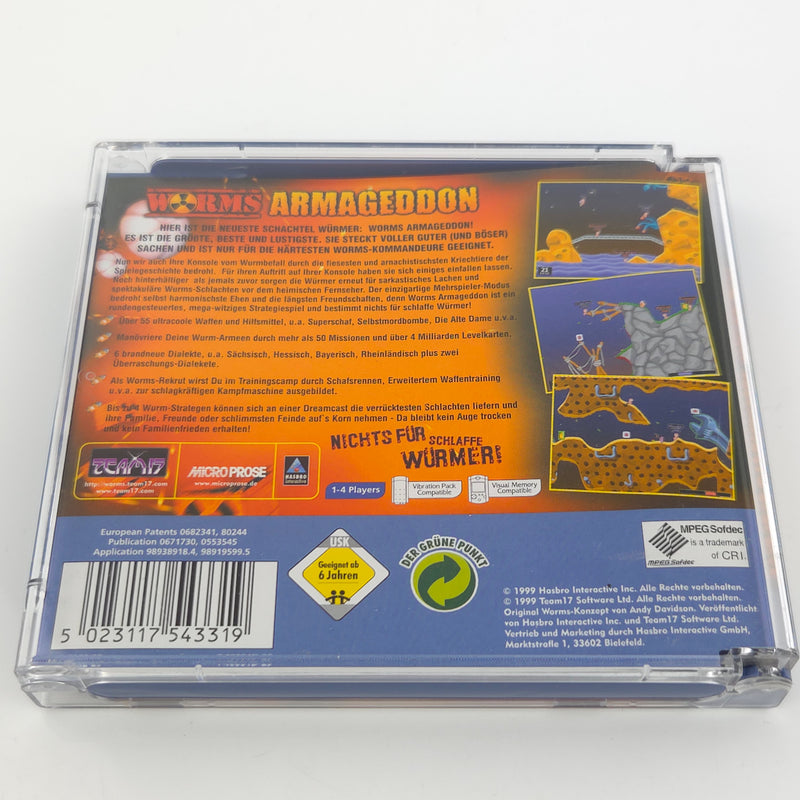 WORMS ARMAGEDDON
HIER IST DIE NEUESTE SCHACHTEL WÜRMER: WORMS ARMAGEDDON!
ES IST DIE GRÖßTE, BESTE UND LUSTIGSTE. SIE STECKT VOLLER GUTER (UND BÖSER)
SACHEN UND IST NUR FÜR DIE HÄRTESTEN WORMS-KOMMANDEURE GEEIGNET.
Nun wir auch Ihre Konsole vom Wurmbefall durch die fiesesten und arnachistischsten Kriechtiere der
Spielegeschichte bedroht. Für ihren Auftritt auf Ihrer Konsole haben sie sich einiges einfallen lassen.
Noch hinterhältiger als jemals zuvor sorgen die Würmer erneut für sarkastisches Lachen und
spektakuläre Wurms-Schlachten vor dem heimischen Fernseher. Der einzigartige Mehrspieler-Modus
bedroht selbst harmonischste Ehen und die längsten Freundschaften, denn Worms Armageddon ist ein
rundengesteuertes, mega-witziges Strategiespiel und bestimmt nichts für schlaffe Würmer!
Über 55 ultracoole Waffen und Hilfsmittel, u.a. Superschaf, Selbstmordbombe, Die Alte Dame u.v.a.
Manövriere Deine Wurm-Armeen durch mehr als 50 Missionen und über 4 Milliarden Levelkarten.
6 brandneue Dialekte, u.a. Sächsisch, Hessisch, Bayerisch, Rheinländisch plus zwei
Überraschungs-Dialekte.
Als Worms-Rekrut wirst Du im Trainingscamp durch Schafsrennen, Erweitertem Waffentraining
u.v.a. zur schlagkräftigen Kampfmaschine ausgebildet.
Bis zu 4 Wurm-Strategen können sich an einer Dreamcast die verrücktesten Schlachten liefern und
ihre Familie, Freunde oder schlimmsten Feinde auf's Korn nehmen - Da bleibt kein Auge trocken
und kein Familienfrieden erhalten!
NICHTS FÜR SCHLAFFE
WÜRMER!
TEAM17
http://worms.team17.com
MICROPROSE
www.microprose.de
HASBRO
Interactive
1-4 Players
Vibration Pack
Compatible
Visual Memory
Compatible
European Patents 0682341, 80244
Publication 0671730, 0553545
Application 98938918.4, 98919599.5
5 023117 543319
USK
Geeignet ab
6 Jahren
DER GRÜNE PUNKT
MPEG Sofdec
MPEG Sofdec
is a trademark
of CRI.
© 1999 Hasbro Interactive Inc. Alle Rechte vorbehalten.
© 1999 Team17 Software Ltd. Alle Rechte vorbehalten.
Original Worms-Konzept von Andy Davidson. Veröffentlicht
von Hasbro Interactive Inc. und Team17 Software Ltd.
Vertrieb und Marketing durch Hasbro Interactive GmbH,
Marktstraße 1, 33602 Bielefeld.